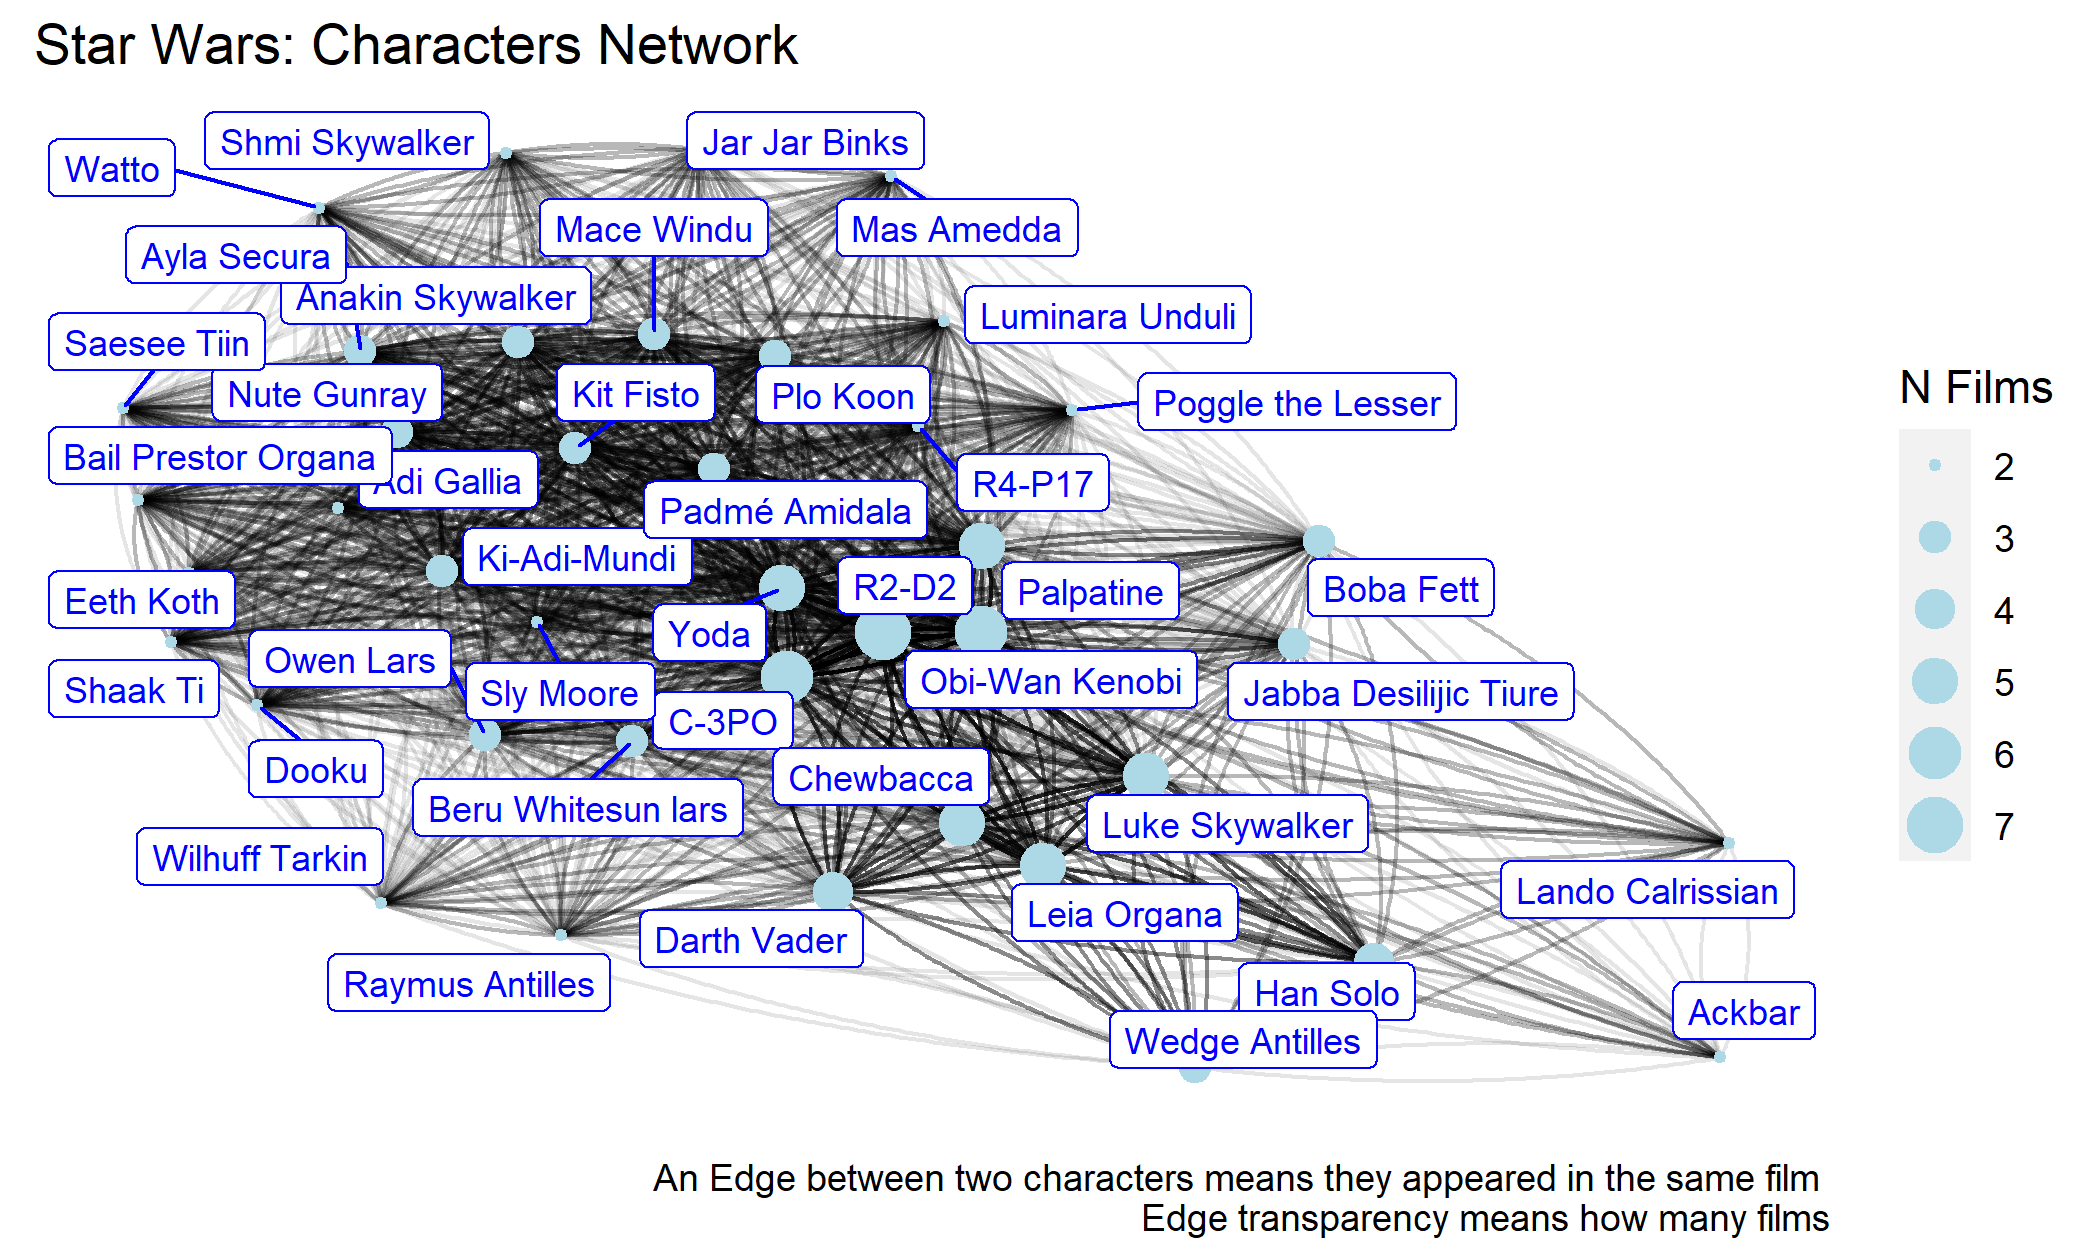 Star Wars: Characters Network
Shmi Skywalker
Jar Jar Binks
Watto
Mace Windu
Mas Amedda
Ayla Secura
Anakin Skywalker
Luminara Unduli
Saesee Tiin
N Films
Nute Gunray
Kit Fisto
Plo Koon
Poggle the Lesser
Bail Prestor Organa
2
Adi Gallia
R4-P17
Padmé Amidala
3
Ki-Adi-Mundi
R2-D2
Palpatine
Boba Fett
Eeth Koth
4
Yoda
Owen Lars
Shaak Ti
Sly Moore
Obi-Wan Kenobi
Jabba Desilijic Tiure
5
C-3PO
Dooku
Chewbacca
6
Beru Whitesun lars
Luke Skywalker
7
Wilhuff Tarkin
Lando Calrissian
Leia Organa
Darth Vader
Raymus Antilles
Han Solo
Ackbar
Wedge Antilles
An Edge between two characters means they appeared in the same film
Edge transparency means how many films